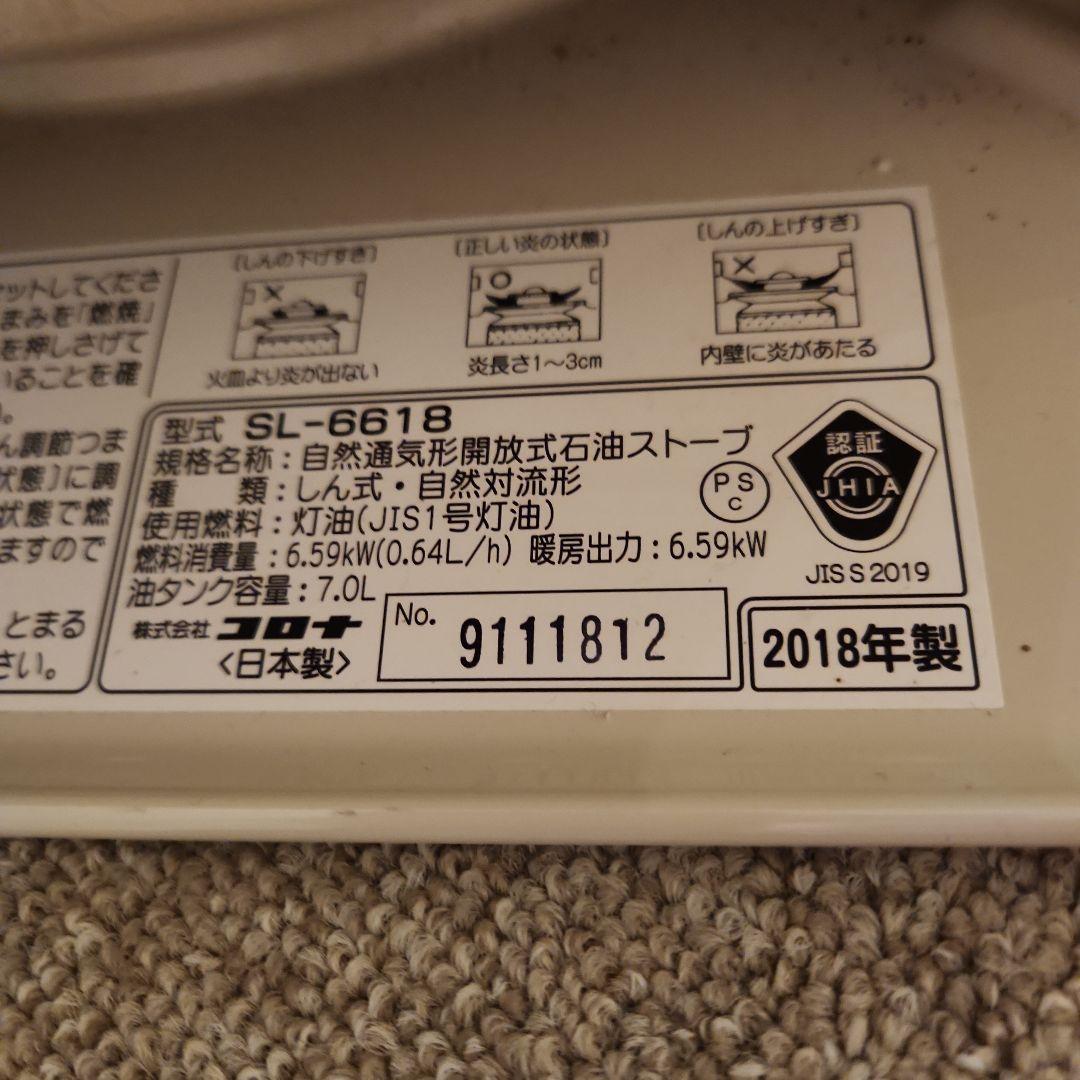 ットしてくださ
まみを「燃焼」
を押しさげて
いることを確
ん調節つま
状態〕に調
状態で燃
ますので
とまる
さい。
〔しんの下げすぎ〕
火皿より炎が出ない
〔正しい炎の状態〕
炎長さ1～3cm
〔しんの上げすぎ〕
内壁に炎があたる
型式 SL-6618
規格名称：自然通気形開放式石油ストーブ
種　　類：しん式・自然対流形
使用燃料：灯油(JIS1号灯油)
燃料消費量：6.59kW(0.64L/h) 暖房出力：6.59kW
油タンク容量：7.0L
株式会社コロナ
〈日本製〉
No. 9111812
PS
C
認証
JHIA
JIS S 2019
2018年製